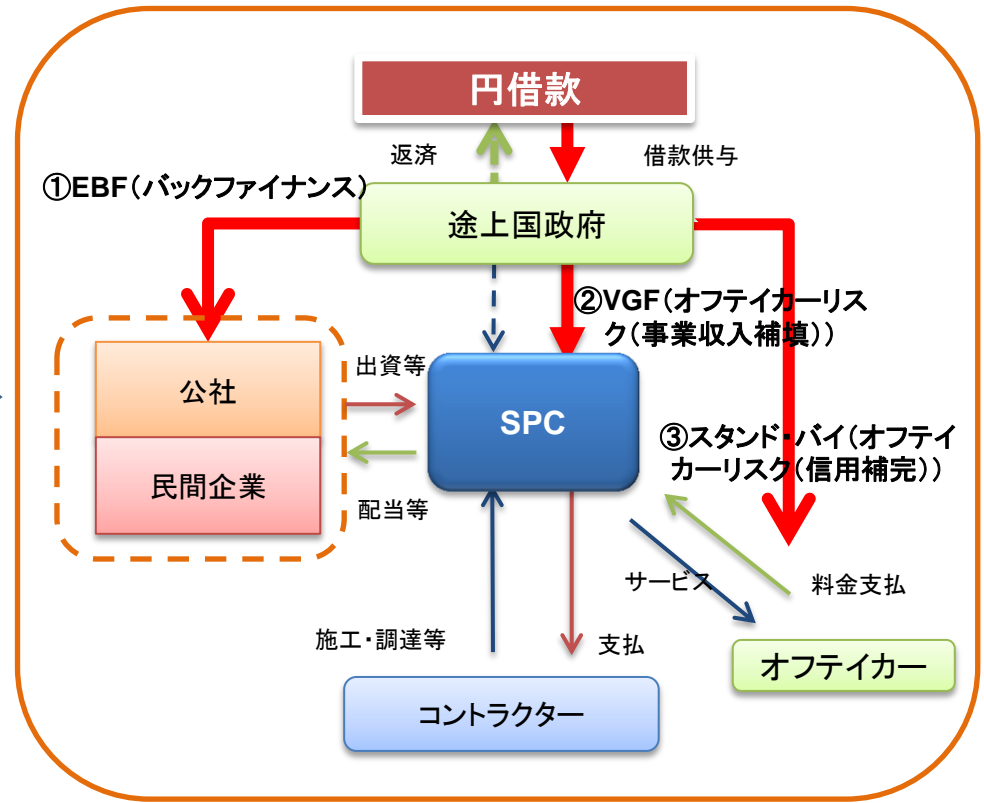 円借款
返済
借款供与
①EBF(バックファイナンス)
途上国政府
②VGF(オフテイカーリス
ク(事業収入補填))
出資等
公社
SPC
③スタンド・バイ(オフテイ
カーリスク(信用補完))
民間企業
配当等
サービス
料金支払
施工・調達等
支払
オフテイカー
コントラクター